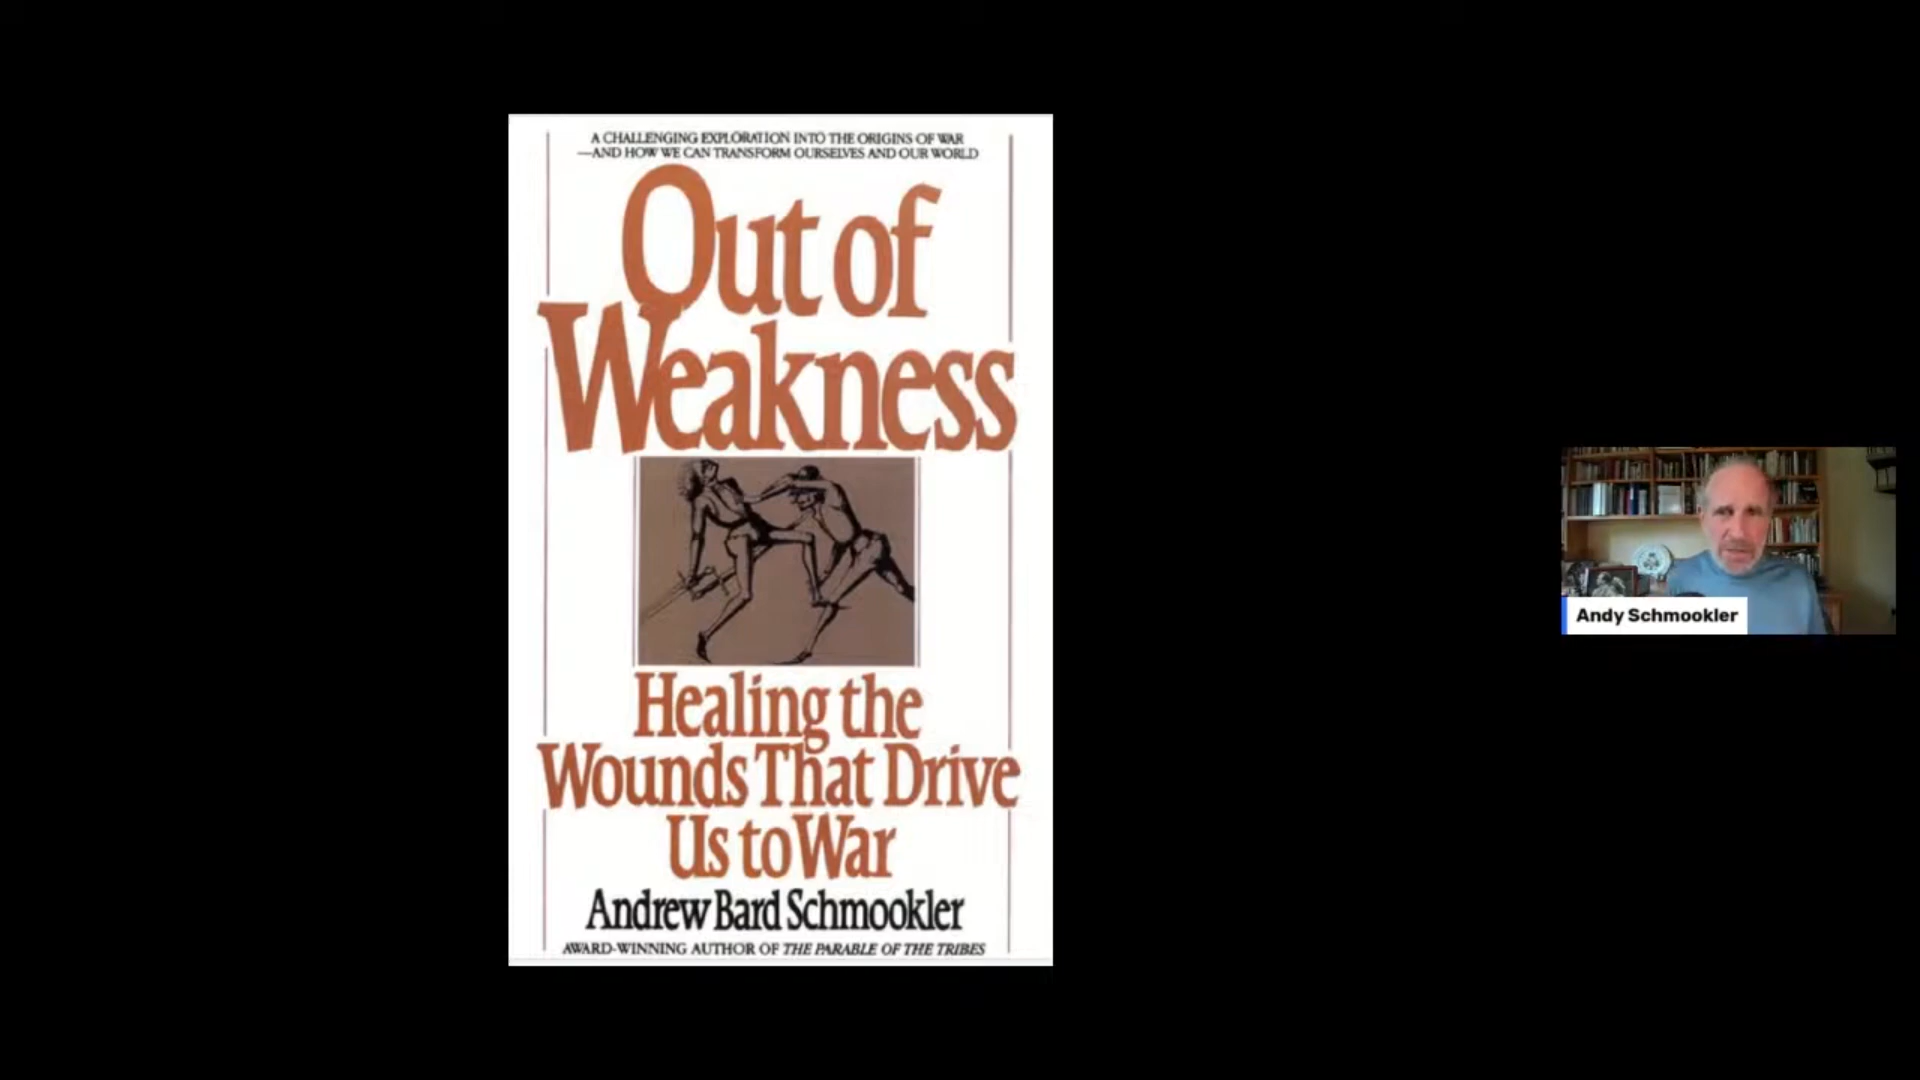 A CHALLENGING EXPLORATION INTO THE ORIGINS OF WAR
—AND HOW WE CAN TRANSFORM OURSELVES AND OUR WORLD
Out of
Weakness
Healing the
Wounds That Drive
Us to War
Andrew Bard Schmookler
AWARD-WINNING AUTHOR OF THE PARABLE OF THE TRIBES
Andy Schmookler